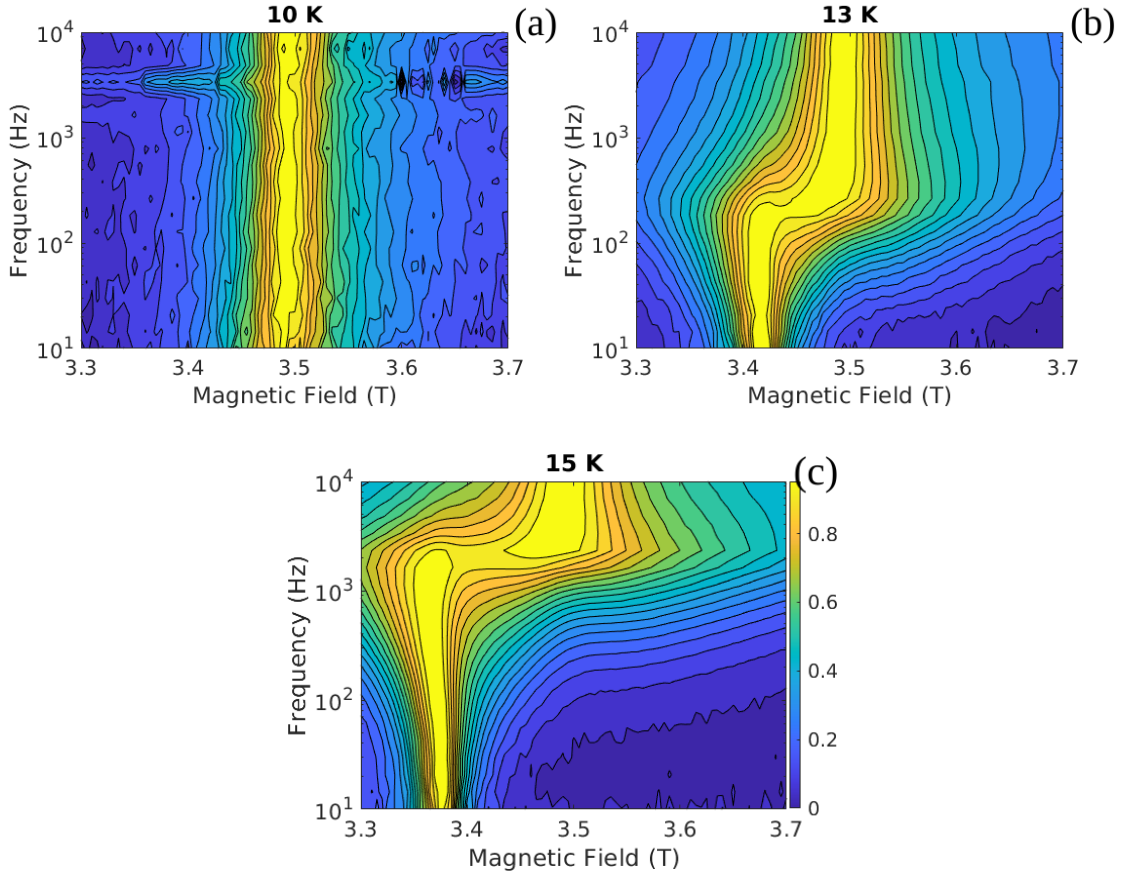 10 K
(a)
10^4
10^3
10^2
10^1
Frequency (Hz)
3.3 3.4 3.5 3.6 3.7
Magnetic Field (T)
13 K
(b)
10^4
10^3
10^2
10^1
Frequency (Hz)
3.3 3.4 3.5 3.6 3.7
Magnetic Field (T)
15 K
(c)
10^4
10^3
10^2
10^1
Frequency (Hz)
3.3 3.4 3.5 3.6 3.7
Magnetic Field (T)
0.8
0.6
0.4
0.2
0